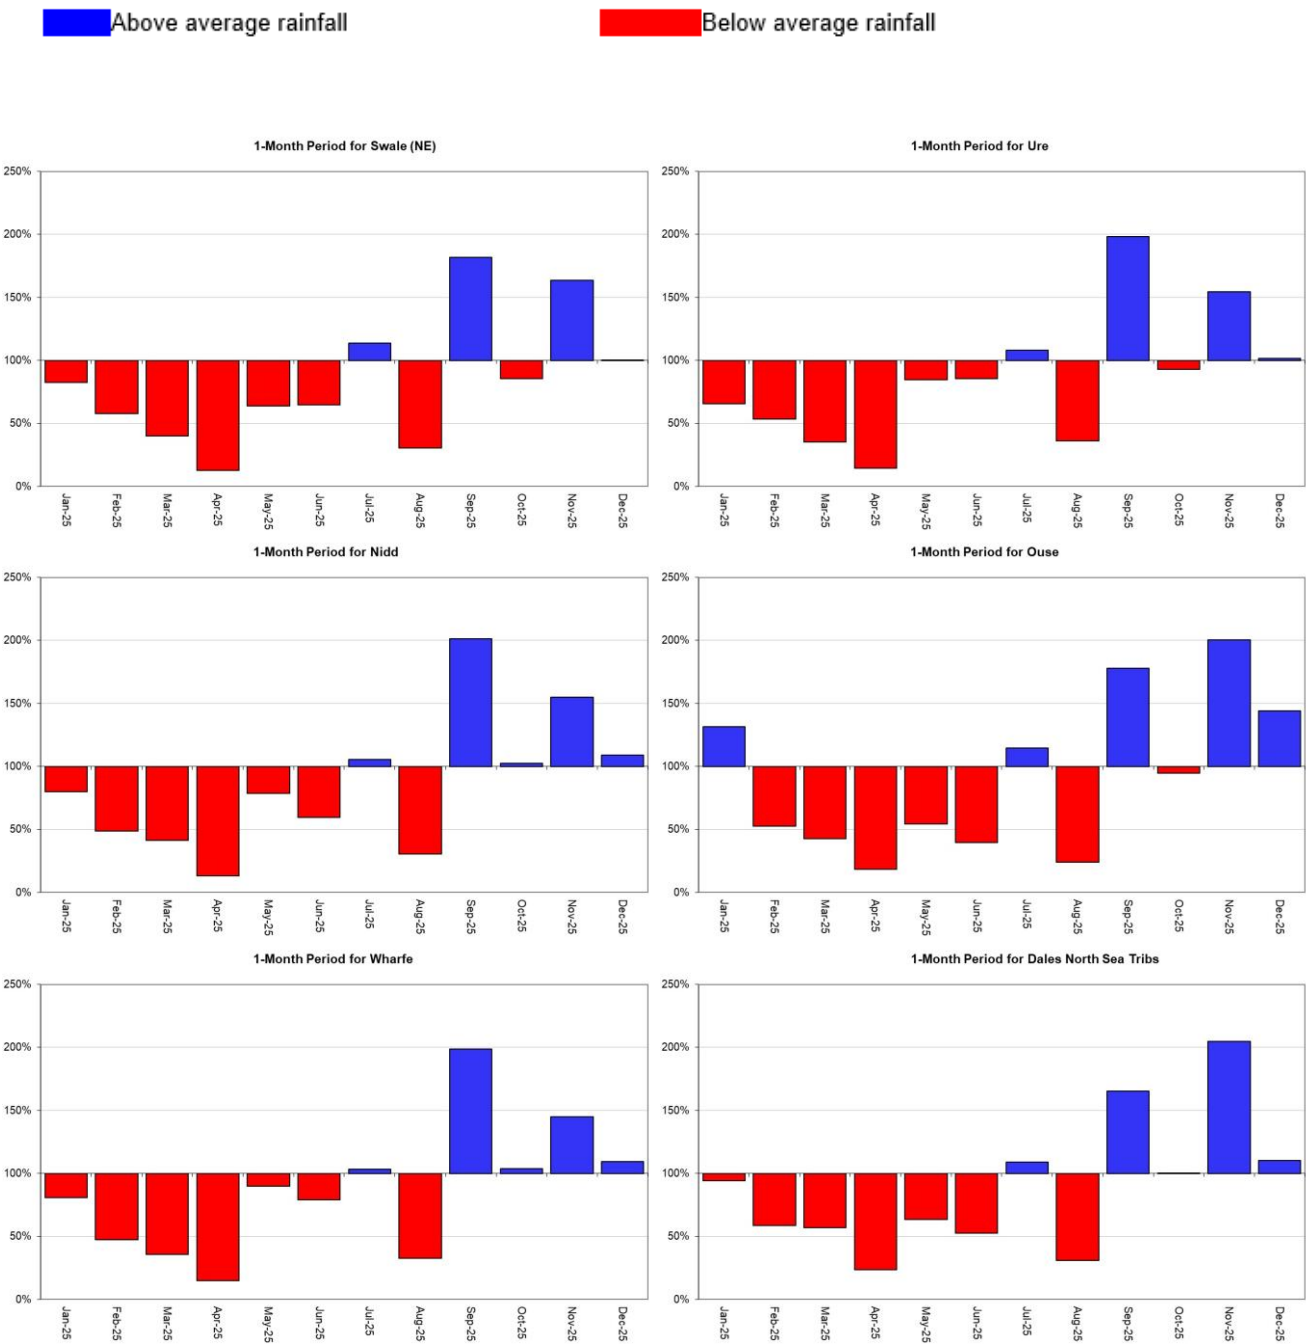 Above average rainfall
Below average rainfall
1-Month Period for Swale (NE)
250%
200%
150%
100%
50%
0%
Jan-25
Feb-25
Mar-25
Apr-25
May-25
Jun-25
Jul-25
Aug-25
Sep-25
Oct-25
Nov-25
Dec-25
1-Month Period for Ure
250%
200%
150%
100%
50%
0%
Jan-25
Feb-25
Mar-25
Apr-25
May-25
Jun-25
Jul-25
Aug-25
Sep-25
Oct-25
Nov-25
Dec-25
1-Month Period for Nidd
250%
200%
150%
100%
50%
0%
Jan-25
Feb-25
Mar-25
Apr-25
May-25
Jun-25
Jul-25
Aug-25
Sep-25
Oct-25
Nov-25
Dec-25
1-Month Period for Ouse
250%
200%
150%
100%
50%
0%
Jan-25
Feb-25
Mar-25
Apr-25
May-25
Jun-25
Jul-25
Aug-25
Sep-25
Oct-25
Nov-25
Dec-25
1-Month Period for Wharfe
250%
200%
150%
100%
50%
0%
Jan-25
Feb-25
Mar-25
Apr-25
May-25
Jun-25
Jul-25
Aug-25
Sep-25
Oct-25
Nov-25
Dec-25
1-Month Period for Dales North Sea Tribs
250%
200%
150%
100%
50%
0%
Jan-25
Feb-25
Mar-25
Apr-25
May-25
Jun-25
Jul-25
Aug-25
Sep-25
Oct-25
Nov-25
Dec-25